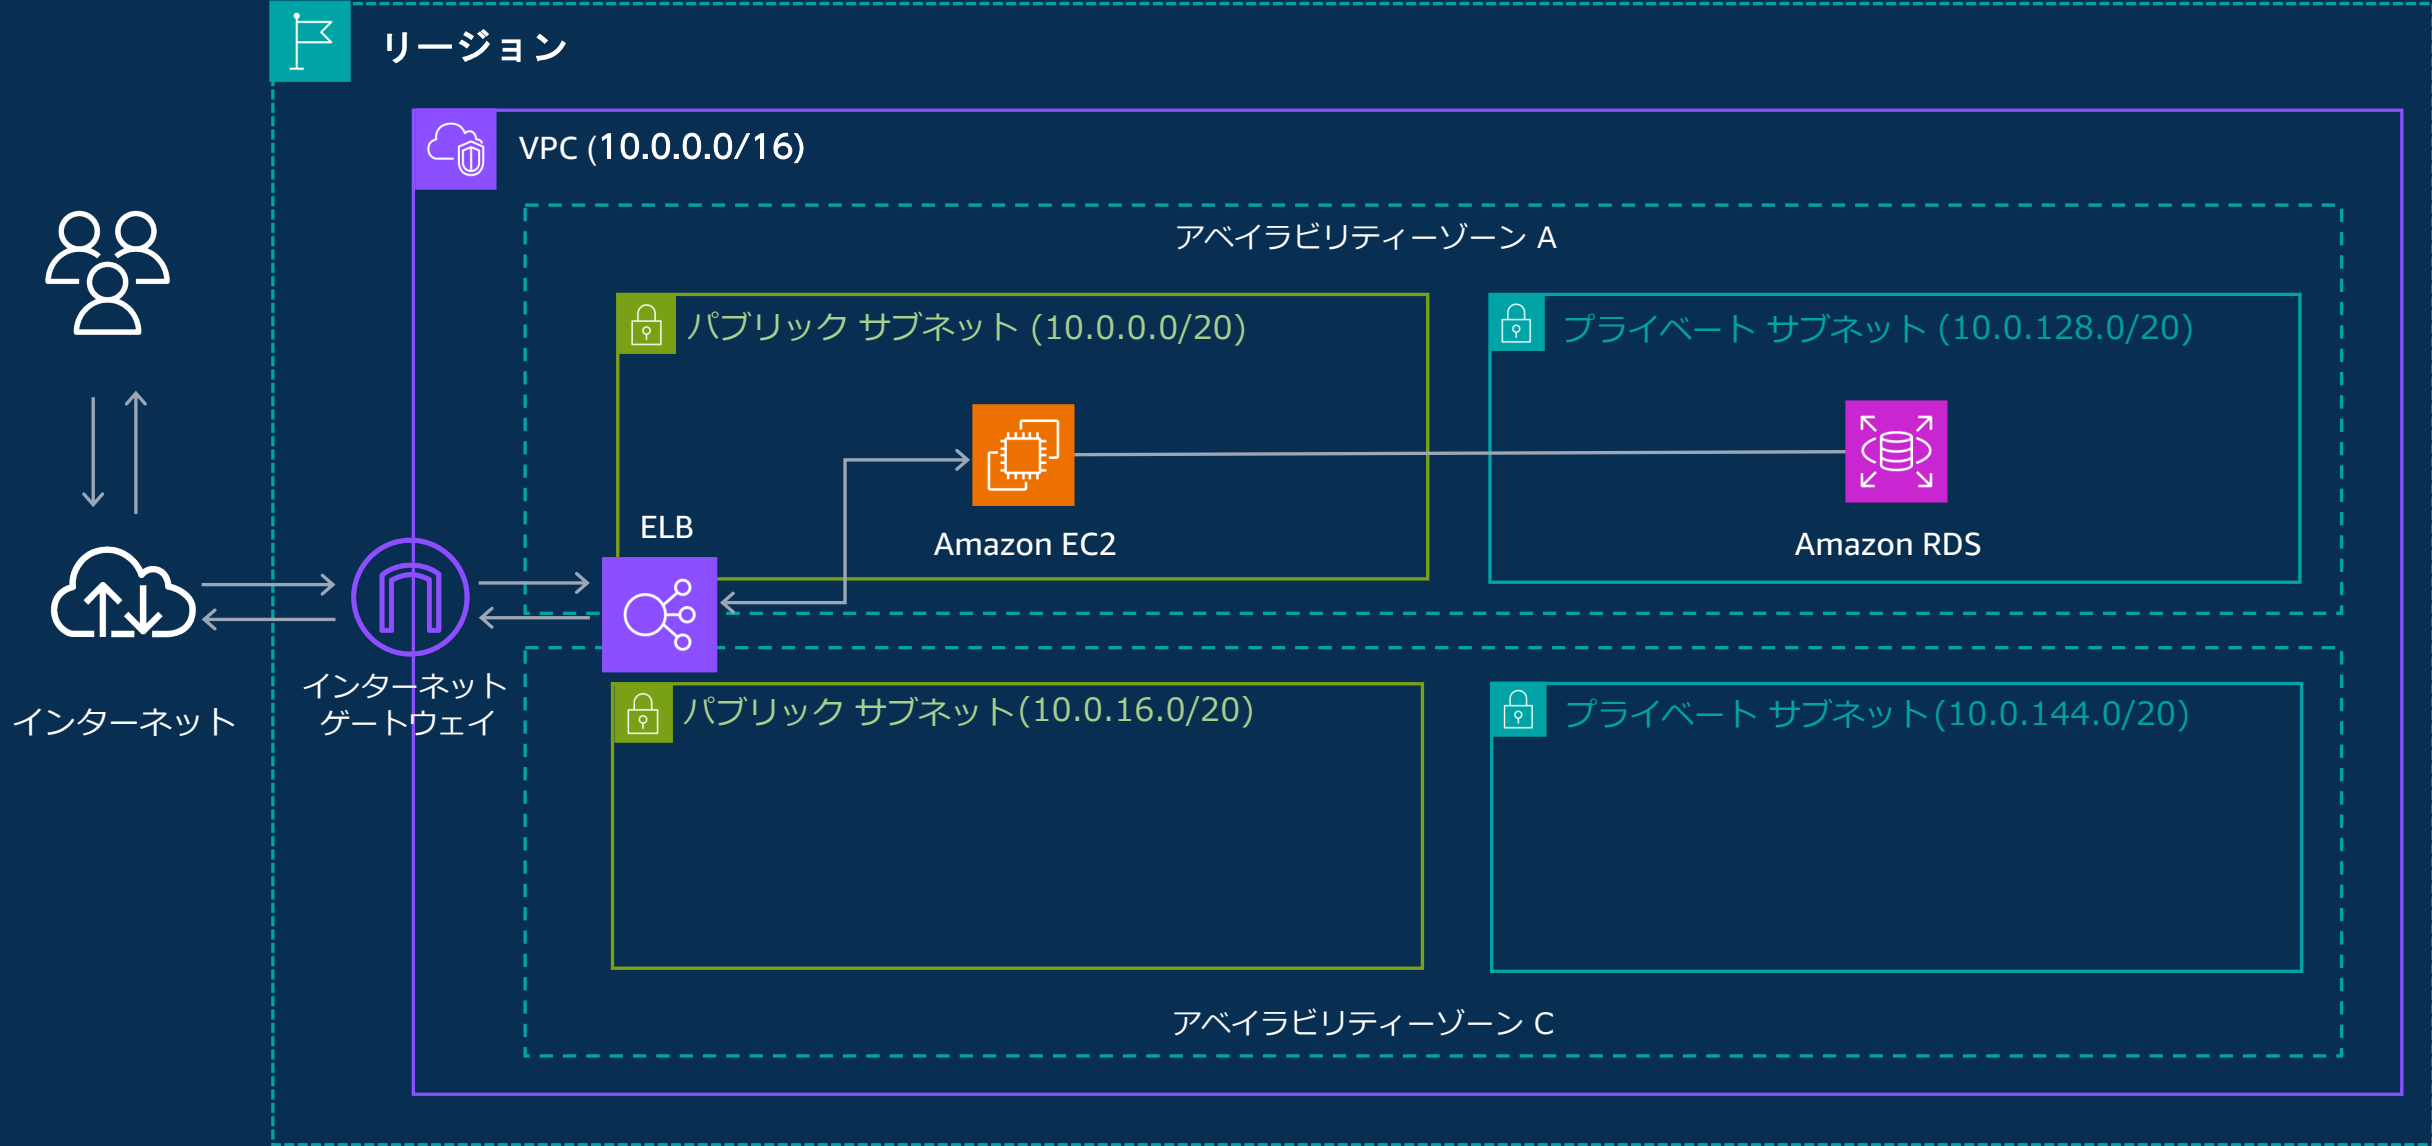 リージョン
VPC (10.0.0.0/16)
アベイラビリティーゾーン A
パブリック サブネット (10.0.0.0/20)
プライベート サブネット (10.0.128.0/20)
ELB
Amazon EC2
Amazon RDS
インターネット
インターネット
ゲートウェイ
パブリック サブネット(10.0.16.0/20)
プライベート サブネット(10.0.144.0/20)
アベイラビリティーゾーン C